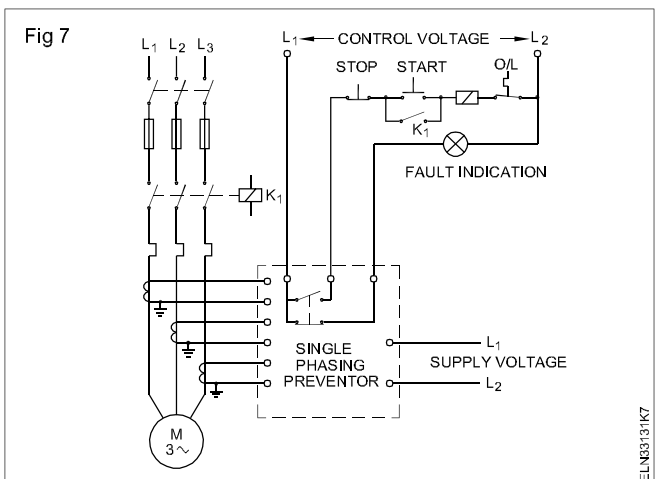 Fig 7
L1 L2 L3
L1 CONTROL VOLTAGE L2
STOP START O/L
K1
FAULT INDICATION
K1
SINGLE
PHASING
PREVENTOR
L1
SUPPLY VOLTAGE
L2
M
3~
ELN33131K7